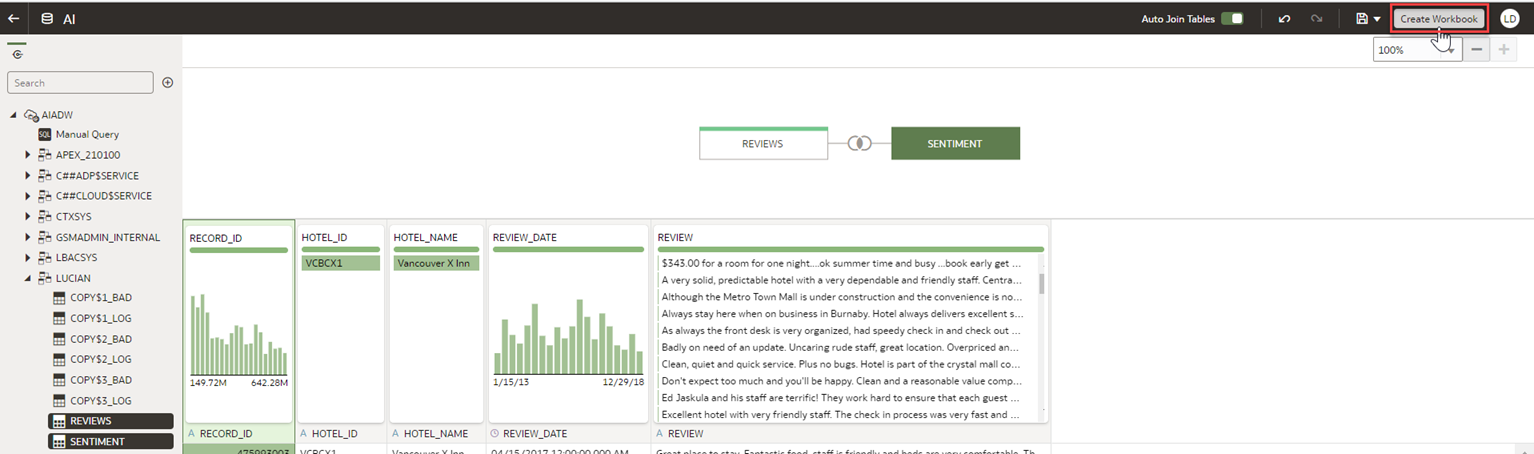 AI
Auto Join Tables
Create Workbook
LD
100%
Search
AIADW
SQL Manual Query
APEX_210100
C##ADP$SERVICE
C##CLOUD$SERVICE
CTXSYS
GSMADMIN_INTERNAL
LBACSYS
LUCIAN
COPY$1_BAD
COPY$1_LOG
COPY$2_BAD
COPY$2_LOG
COPY$3_BAD
COPY$3_LOG
REVIEWS
SENTIMENT
REVIEWS
SENTIMENT
RECORD_ID
149.72M 642.28M
A RECORD_ID
HOTEL_ID
VCBCX1
A HOTEL_ID
VCBCX1
HOTEL_NAME
Vancouver X Inn
A HOTEL_NAME
Vancouver X Inn
REVIEW_DATE
1/15/13 12/29/18
REVIEW_DATE
04/15/2017 12:00:00.000 AM
REVIEW
$343.00 for a room for one night....ok summer time and busy ...book early get ...
A very solid, predictable hotel with a very dependable and friendly staff. Centra...
Although the Metro Town Mall is under construction and the convenience is no...
Always stay here when on business in Burnaby. Hotel always delivers excellent s...
As always the front desk is very organized, had speedy check in and check out ...
Badly on need of an update. Uncaring rude staff, great location. Overpriced an...
Clean, quiet and quick service. Plus no bugs. Hotel is part of the crystal mall co...
Don't expect too much and you'll be happy. Clean and a reasonable value comp...
Ed Jaskula and his staff are terrific! They work hard to ensure that each guest ...
Excellent hotel with very friendly staff. The check in process was very fast and ...
A REVIEW
Great place to stay. Fantastic food, staff is friendly and beds are very comfortable. Th